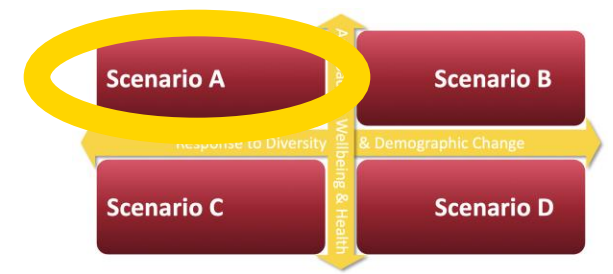 Scenario A
Scenario B
Response to Diversity & Demographic Change
Wellbeing & Health
Scenario C
Scenario D